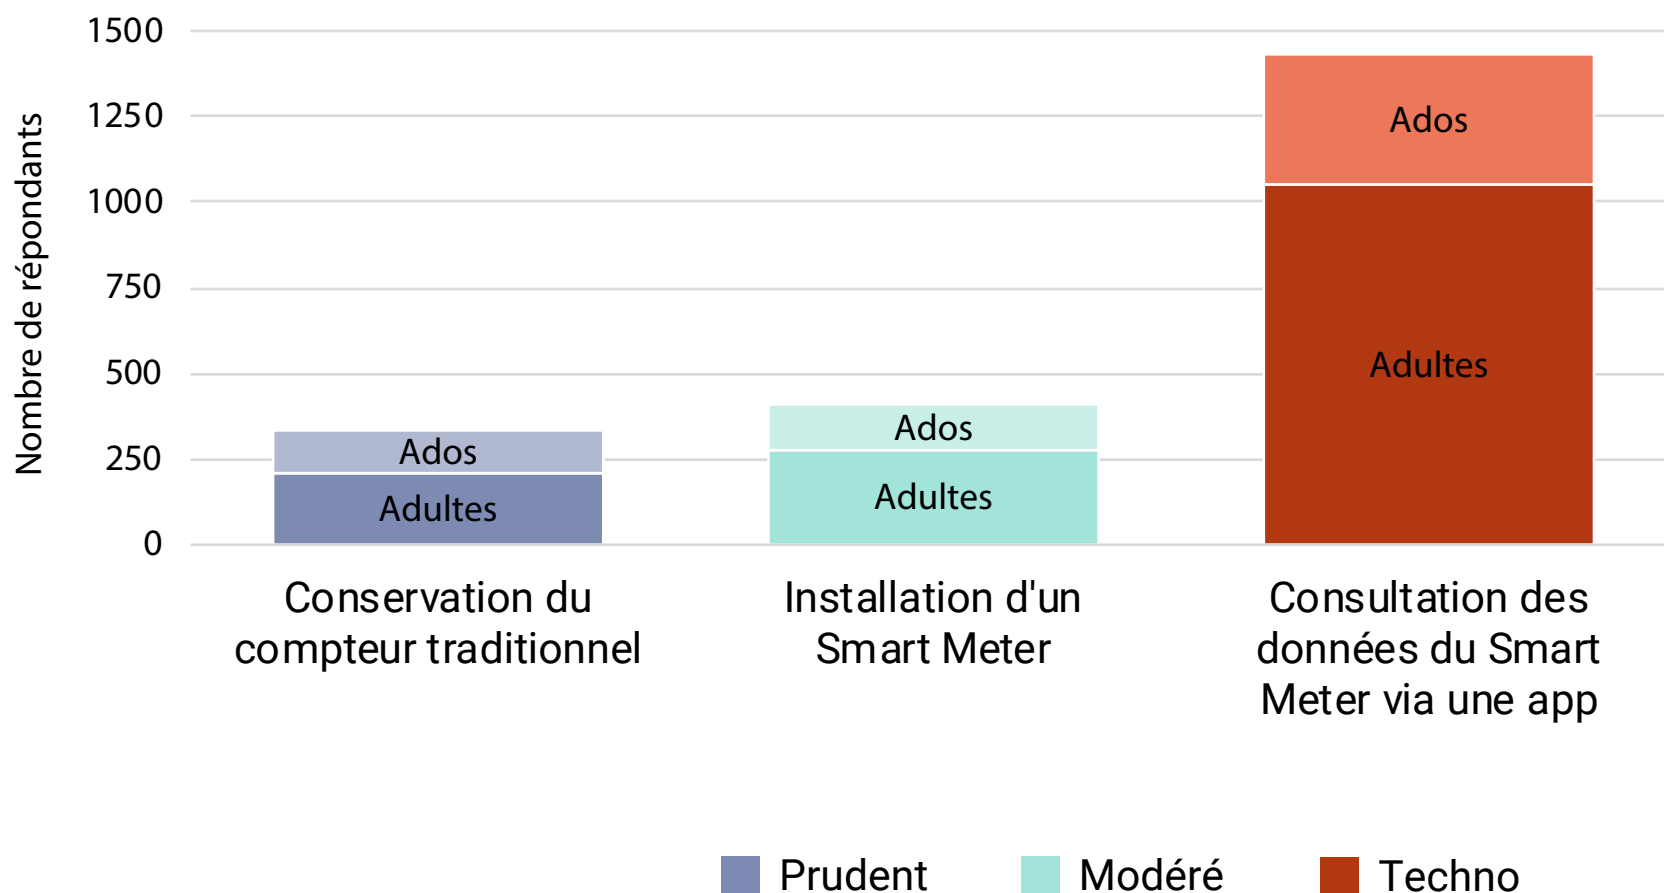 Nombre de répondants
1500
1250
1000
750
500
250
0
Ados
Adultes
Ados
Adultes
Ados
Adultes
Conservation du
compteur traditionnel
Installation d'un
Smart Meter
Consultation des
données du Smart
Meter via une app
Prudent
Modéré
Techno